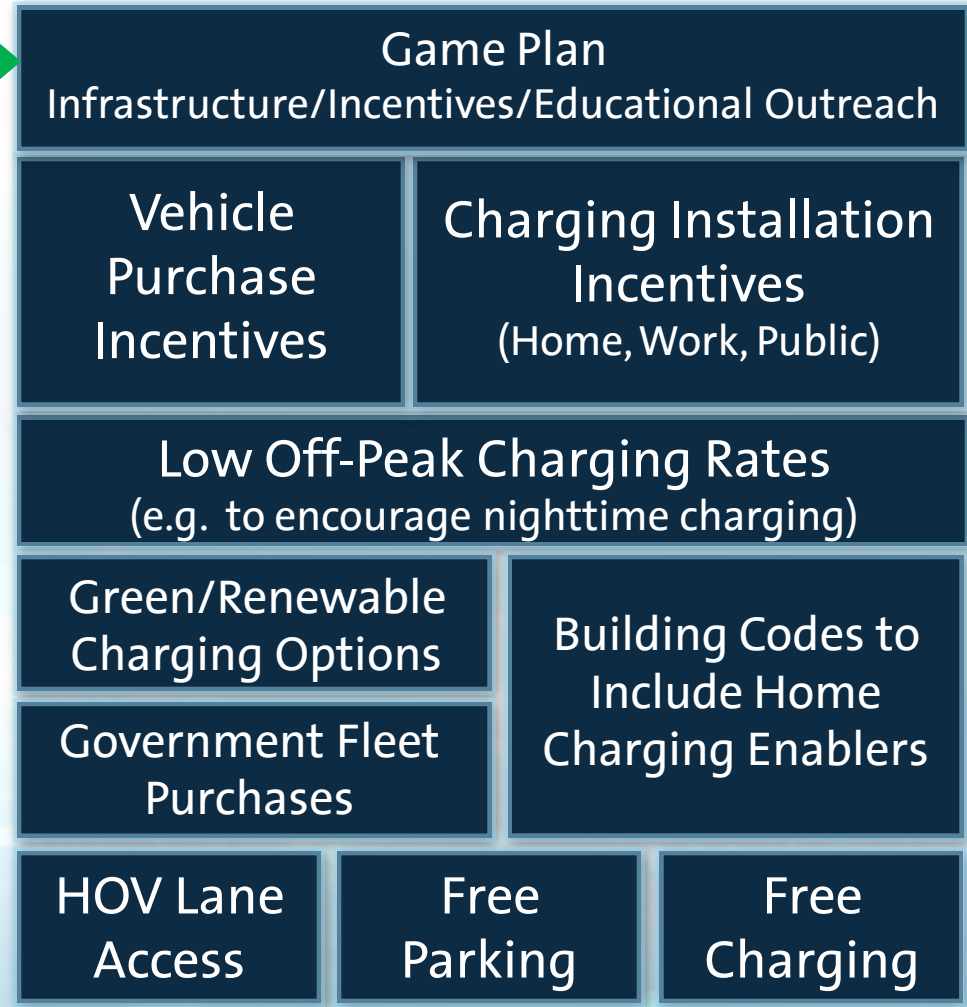 Game Plan
Infrastructure/Incentives/Educational Outreach
Vehicle
Purchase
Incentives
Charging Installation
Incentives
(Home, Work, Public)
Low Off-Peak Charging Rates
(e.g. to encourage nighttime charging)
Green/Renewable
Charging Options
Government Fleet
Purchases
Building Codes to
Include Home
Charging Enablers
HOV Lane
Access
Free
Parking
Free
Charging